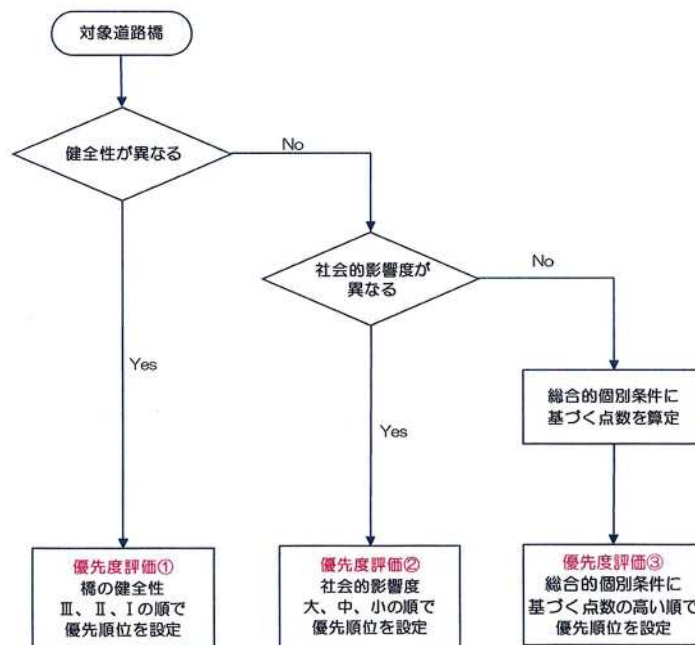 対象道路橋
健全性が異なる
No
社会的影響度が
異なる
No
Yes
Yes
総合的個別条件に
基づく点数を算定
優先度評価①
橋の健全性
Ⅲ、Ⅱ、Ⅰの順で
優先順位を設定
優先度評価②
社会的影響度
大、中、小の順で
優先順位を設定
優先度評価③
総合的個別条件に
基づく点数の高い順で
優先順位を設定